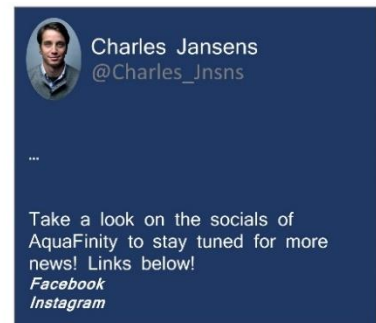 Charles Jansens
@Charles_Jnsns
...
Take a look on the socials of
AquaFinity to stay tuned for more
news! Links below!
Facebook
Instagram